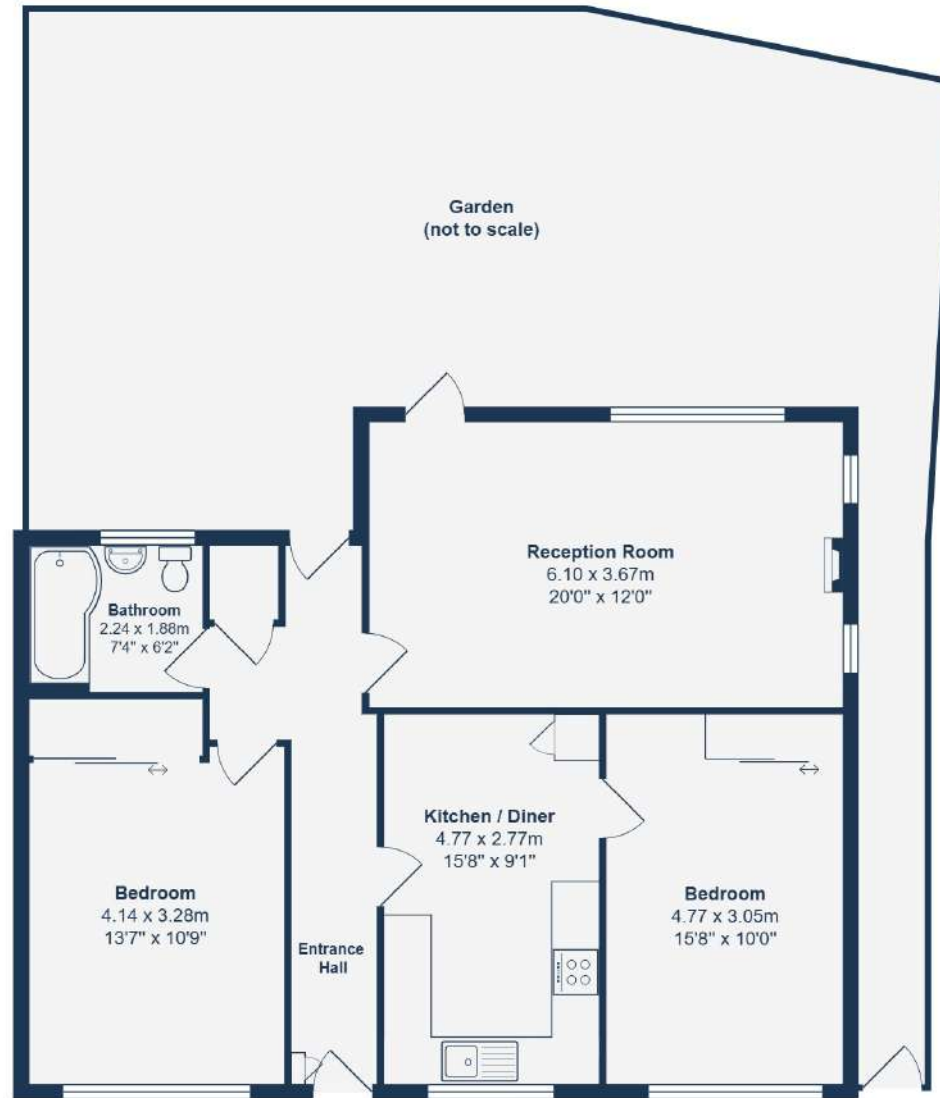 Garden
(not to scale)
Reception Room
6.10 x 3.67m
20'0" x 12'0"
Bathroom
2.24 x 1.88m
7'4" x 6'2"
Kitchen / Diner
4.77 x 2.77m
15'8" x 9'1"
Bedroom
4.14 x 3.28m
13'7" x 10'9"
Entrance
Hall
Bedroom
4.77 x 3.05m
15'8" x 10'0"